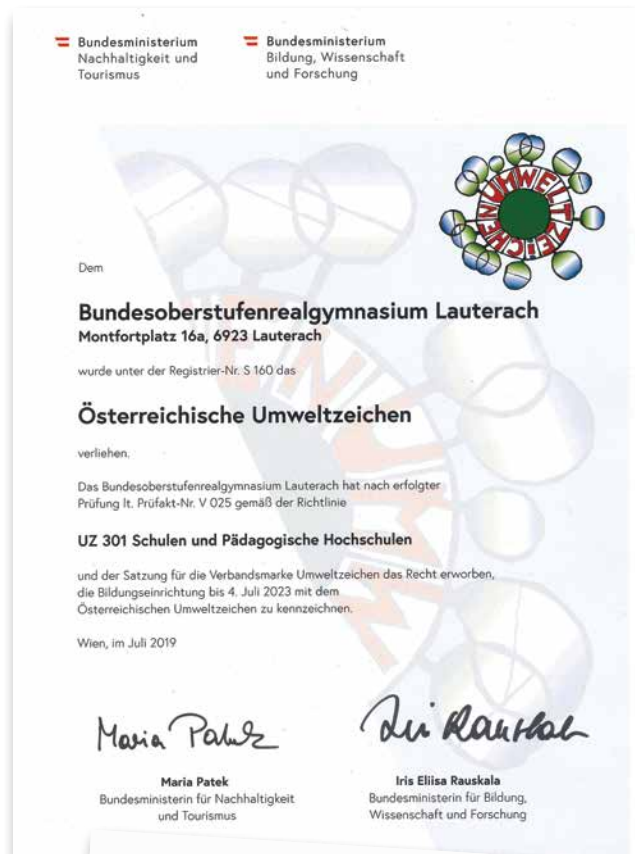 Bundesministerium
Nachhaltigkeit und
Tourismus
Bundesministerium
Bildung, Wissenschaft
und Forschung
UMWELTZEICHEN
Dem
Bundesoberstufenrealgymnasium Lauterach
Montfortplatz 16a, 6923 Lauterach
wurde unter der Registrier-Nr. S 160 das
Österreichische Umweltzeichen
verliehen.
Das Bundesoberstufenrealgymnasium Lauterach hat nach erfolgter
Prüfung lt. Prüfakt-Nr. V 025 gemäß der Richtlinie
UZ 301 Schulen und Pädagogische Hochschulen
und der Satzung für die Verbandsmarke Umweltzeichen das Recht erworben,
die Bildungseinrichtung bis 4. Juli 2023 mit dem
Österreichischen Umweltzeichen zu kennzeichnen.
Wien, im Juli 2019
Maria Patek
Iris Rauskala
Maria Patek
Bundesministerin für Nachhaltigkeit
und Tourismus
Iris Eliisa Rauskala
Bundesministerin für Bildung,
Wissenschaft und Forschung